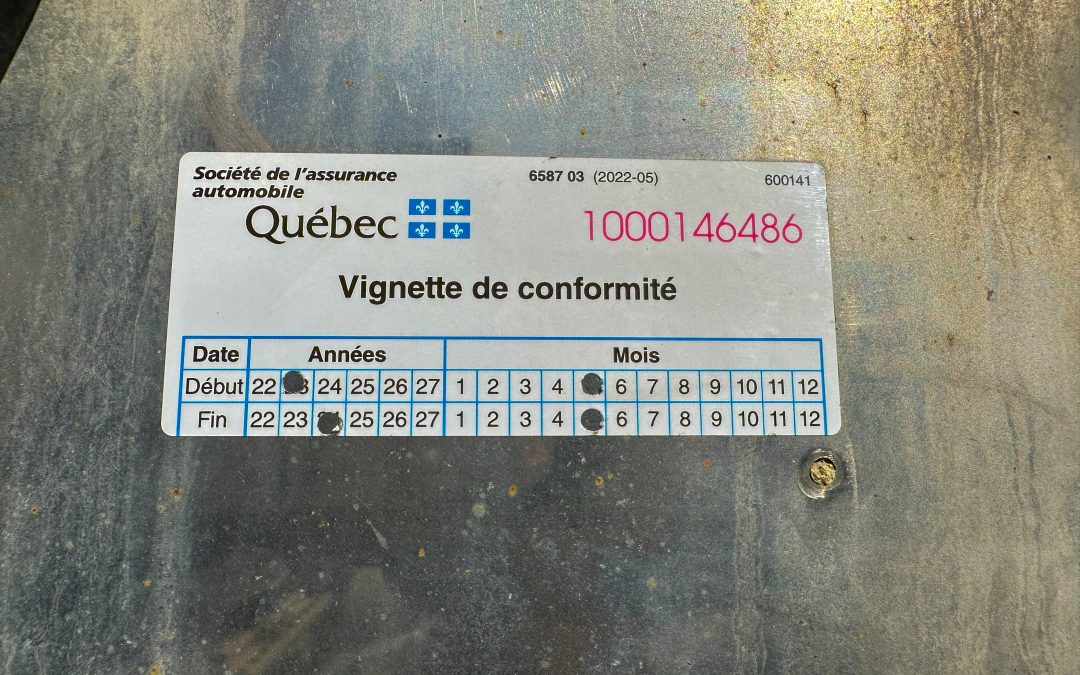 Société de l'assurance
automobile
Québec
6587 03 (2022-05)
600141
1000146486
Vignette de conformité
Date Années Mois
Début 22 24 25 26 27 1 2 3 4 6 7 8 9 10 11 12
Fin 22 23 25 26 27 1 2 3 4 6 7 8 9 10 11 12